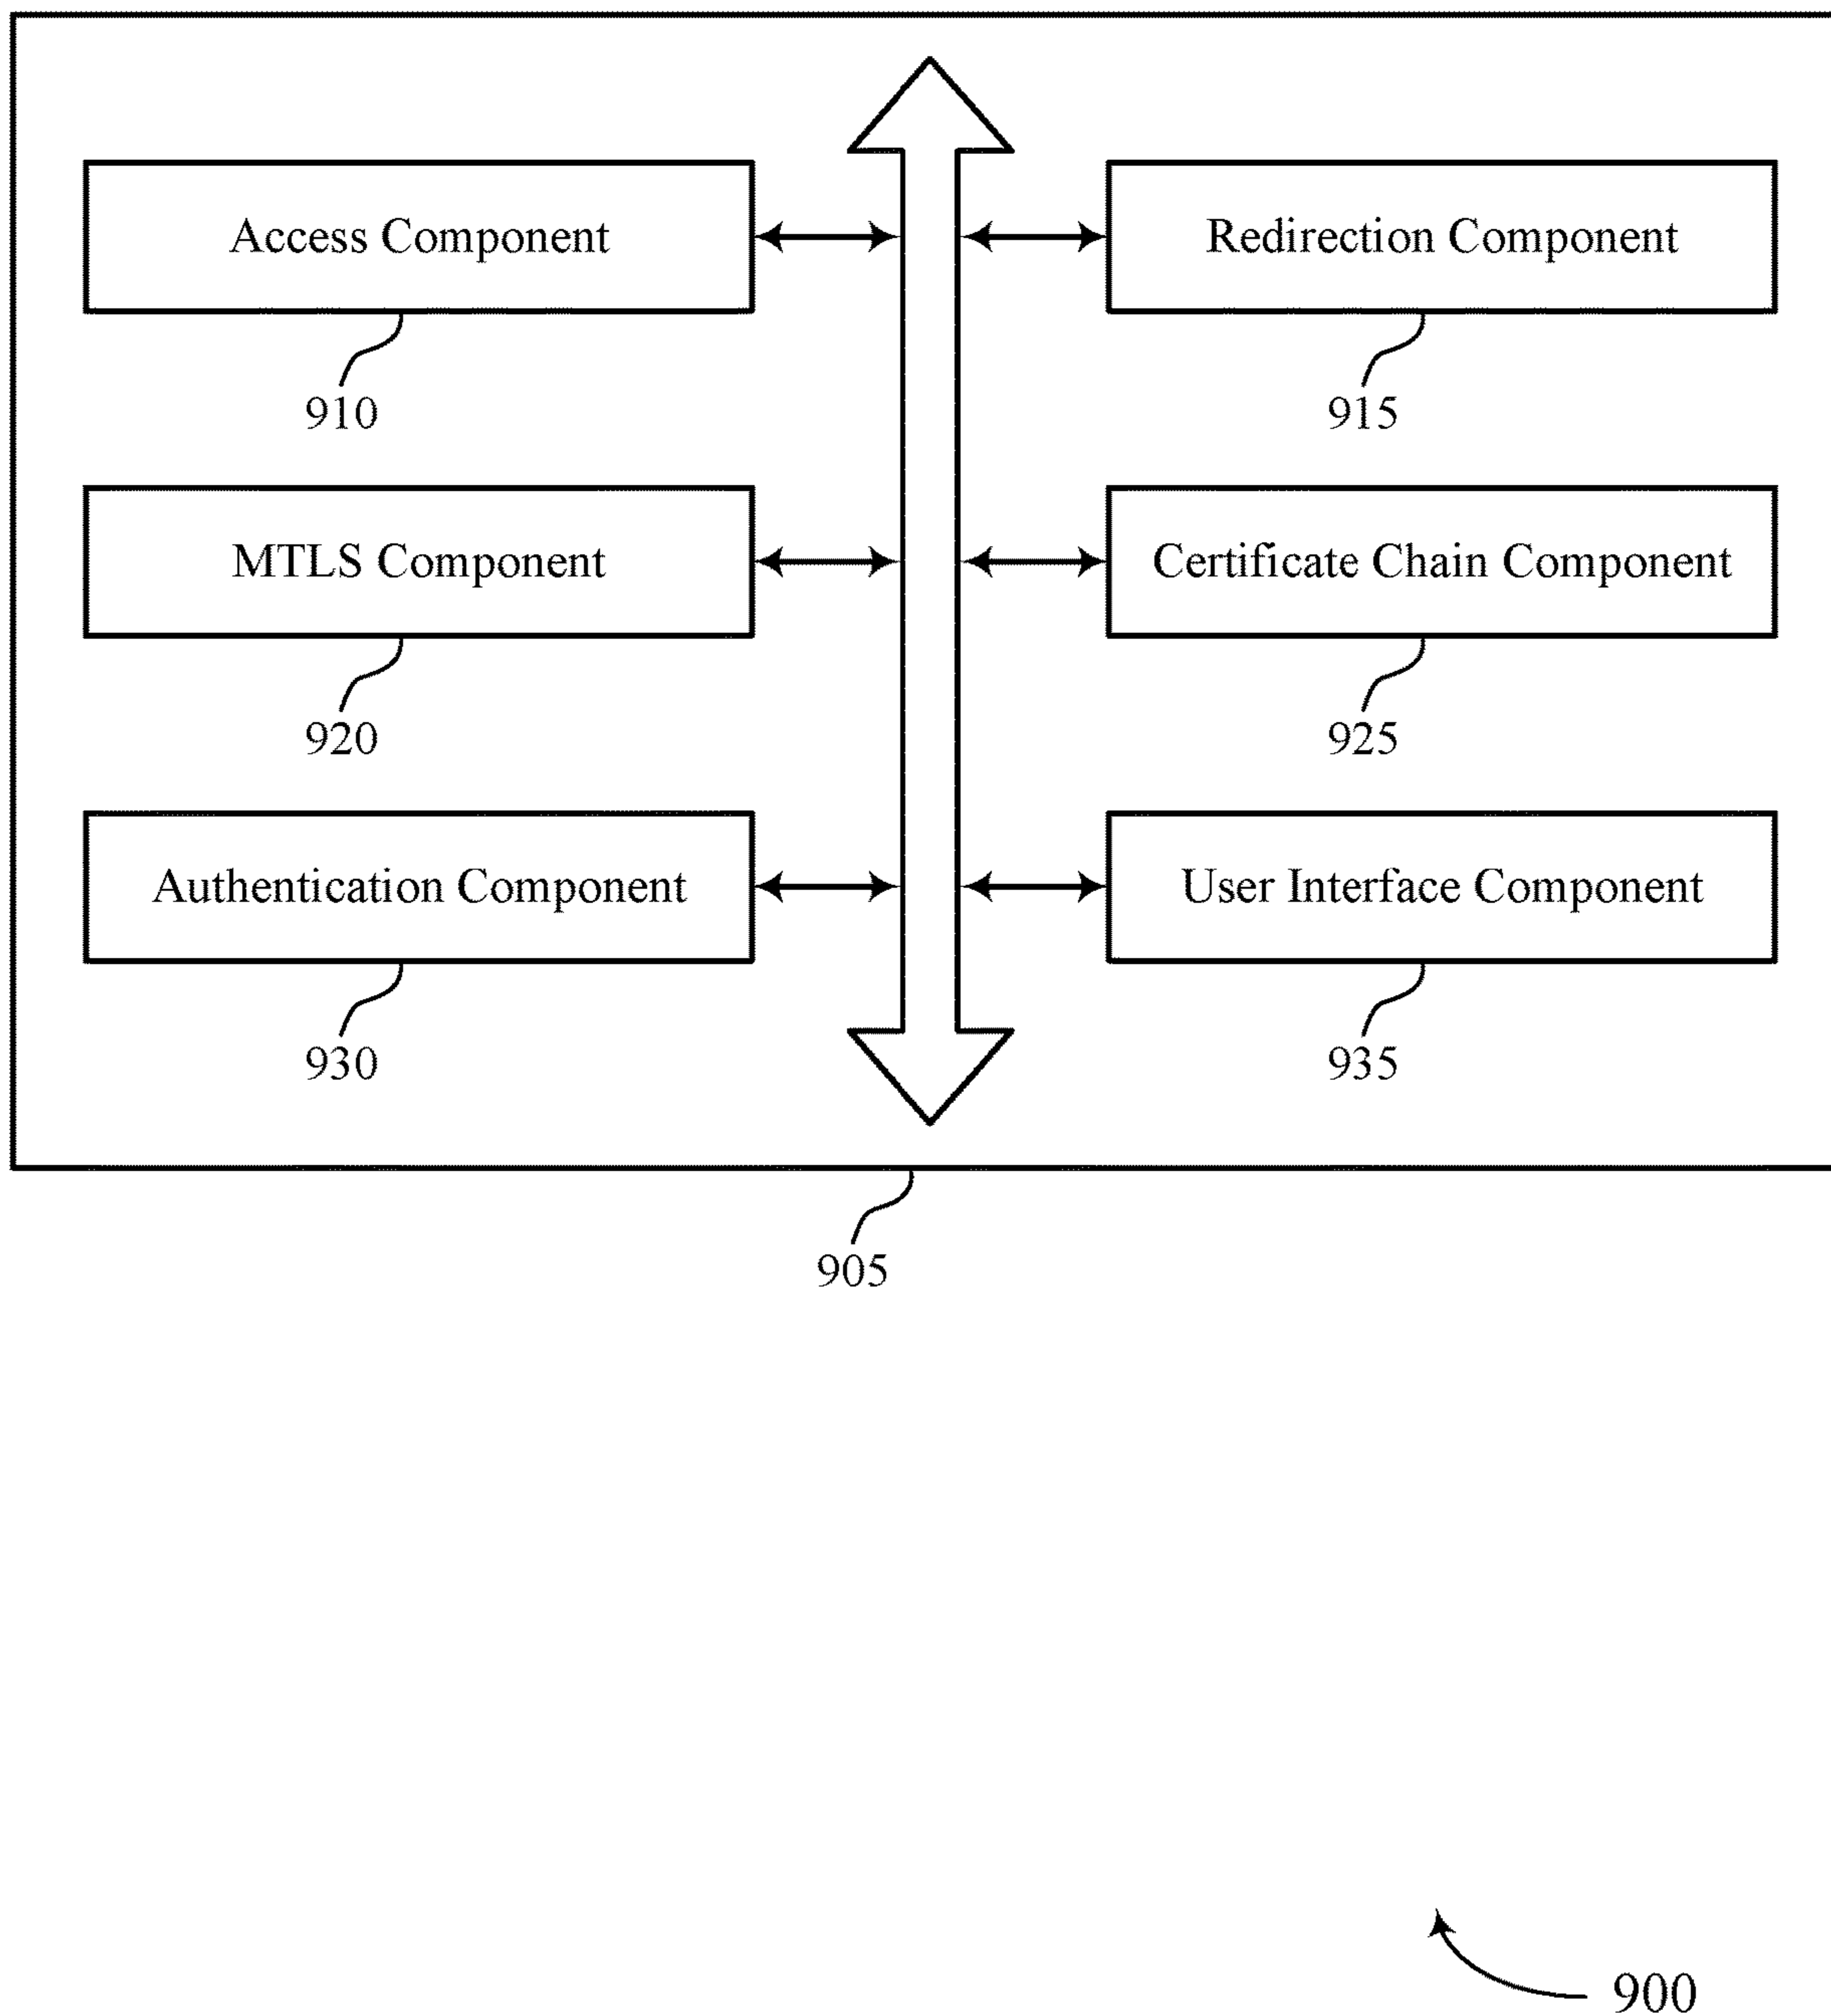 Access Component
Redirection Component
910
915
MTLS Component
Certificate Chain Component
920
925
Authentication Component
User Interface Component
930
935
905
900